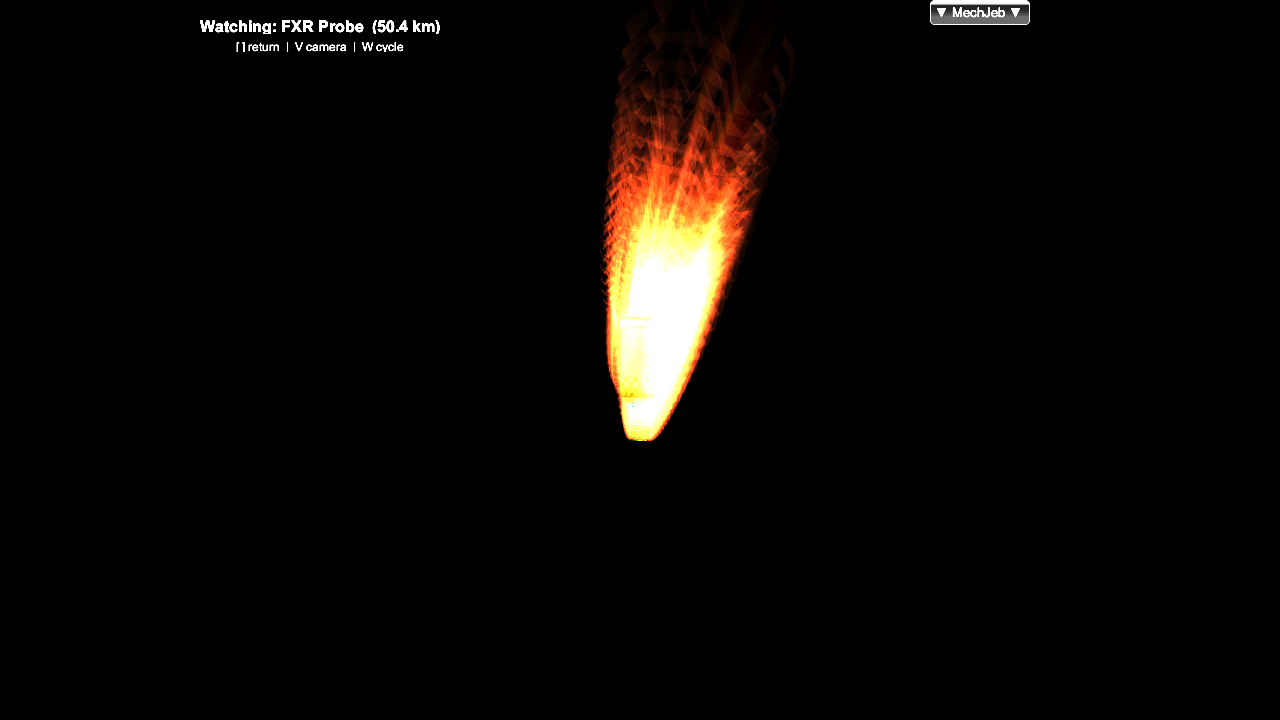 Watching: FXR Probe (50.4 km)
[ ] return | V camera | W cycle
▼ MechJeb ▼